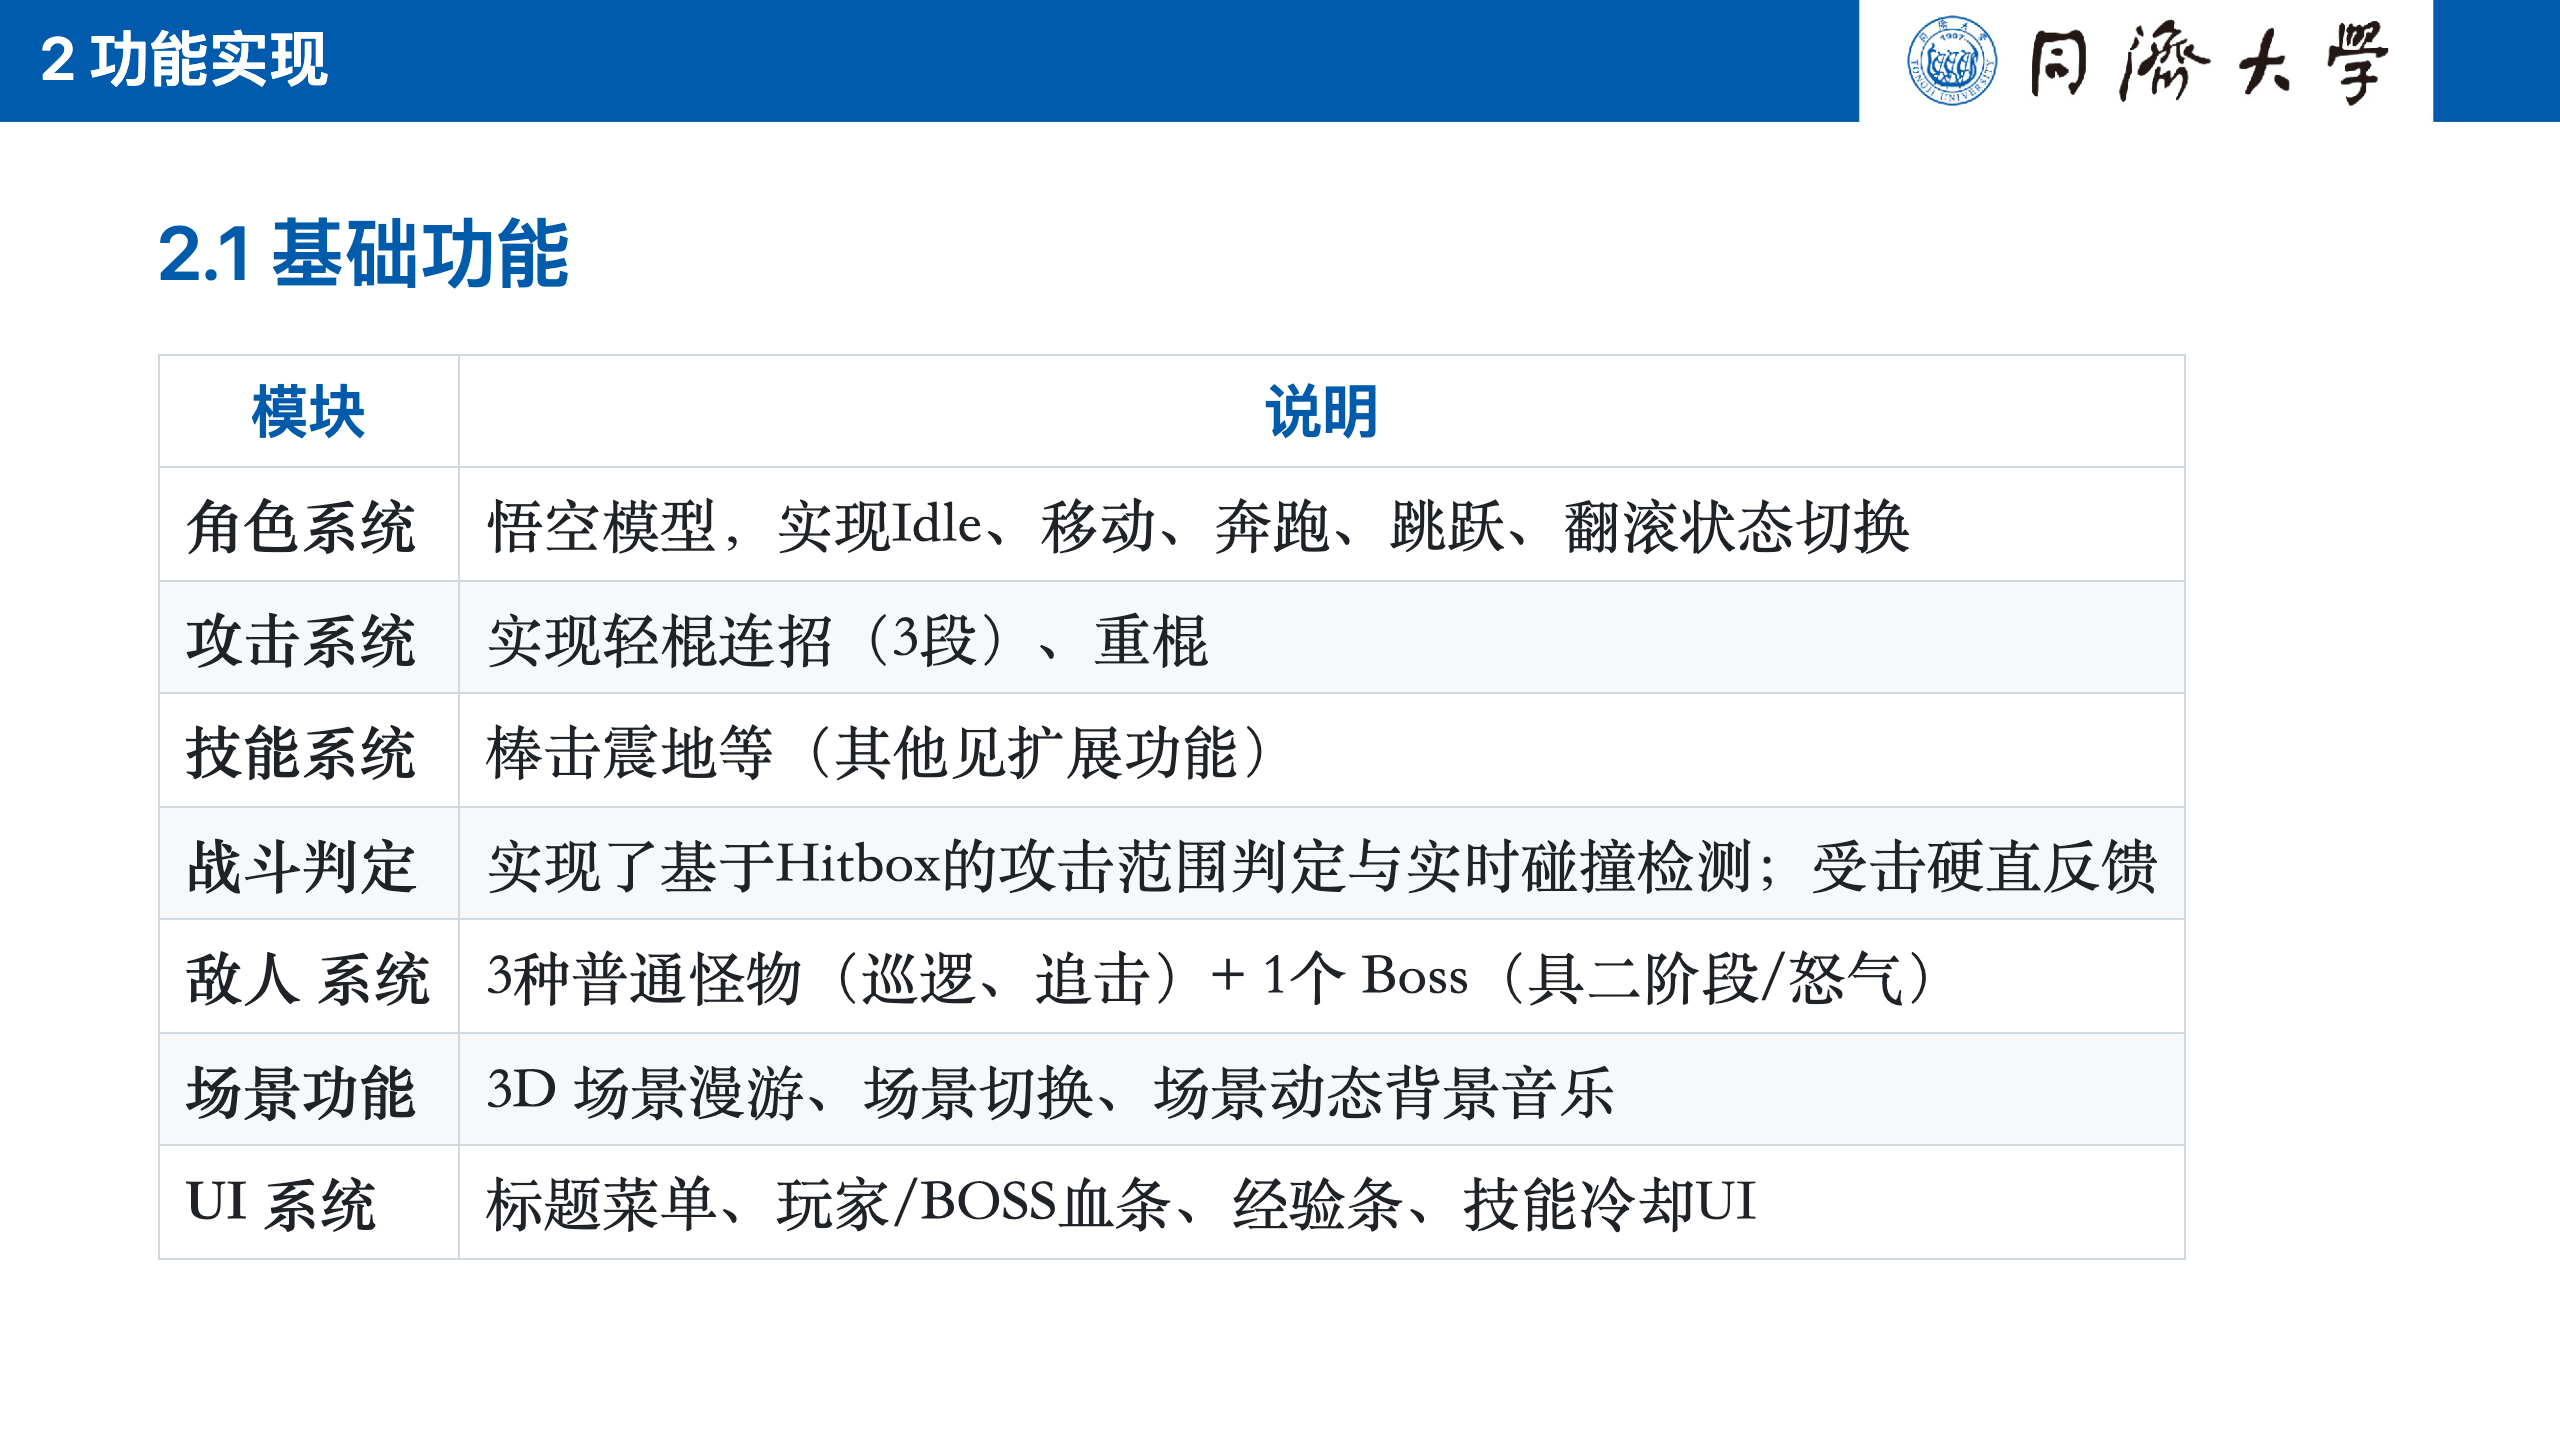 2 功能实现
同濟大學
1907
TONGJI UNIVERSITY
2.1 基础功能
模块 说明
角色系统 悟空模型，实现Idle、移动、奔跑、跳跃、翻滚状态切换
攻击系统 实现轻棍连招（3段）、重棍
技能系统 棒击震地等（其他见扩展功能）
战斗判定 实现了基于Hitbox的攻击范围判定与实时碰撞检测；受击硬直反馈
敌人 系统 3种普通怪物（巡逻、追击）+ 1个 Boss（具二阶段/怒气）
场景功能 3D 场景漫游、场景切换、场景动态背景音乐
UI 系统 标题菜单、玩家/BOSS血条、经验条、技能冷却UI